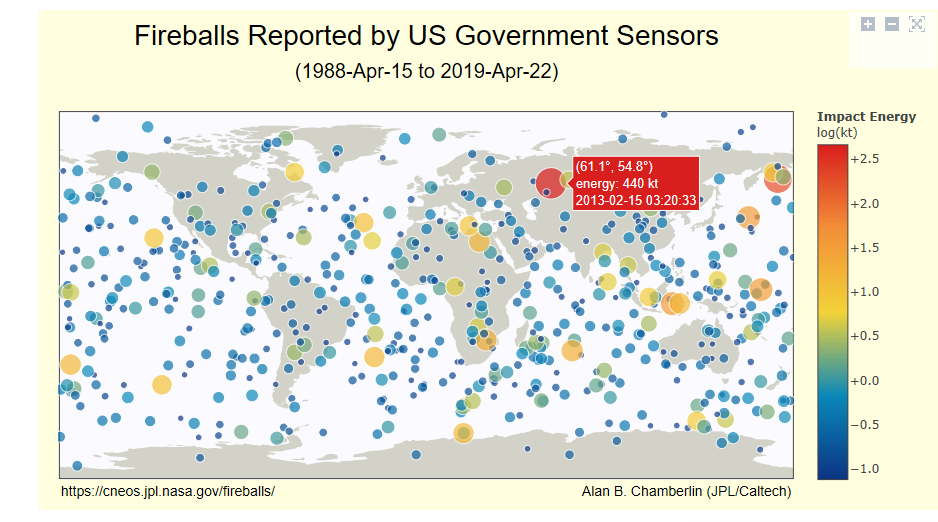 Fireballs Reported by US Government Sensors
(1988-Apr-15 to 2019-Apr-22)
Impact Energy
log(kt)
+2.5
+2.0
+1.5
+1.0
+0.5
+0.0
−0.5
−1.0
(61.1°, 54.8°)
energy: 440 kt
2013-02-15 03:20:33
https://cneos.jpl.nasa.gov/fireballs/
Alan B. Chamberlin (JPL/Caltech)